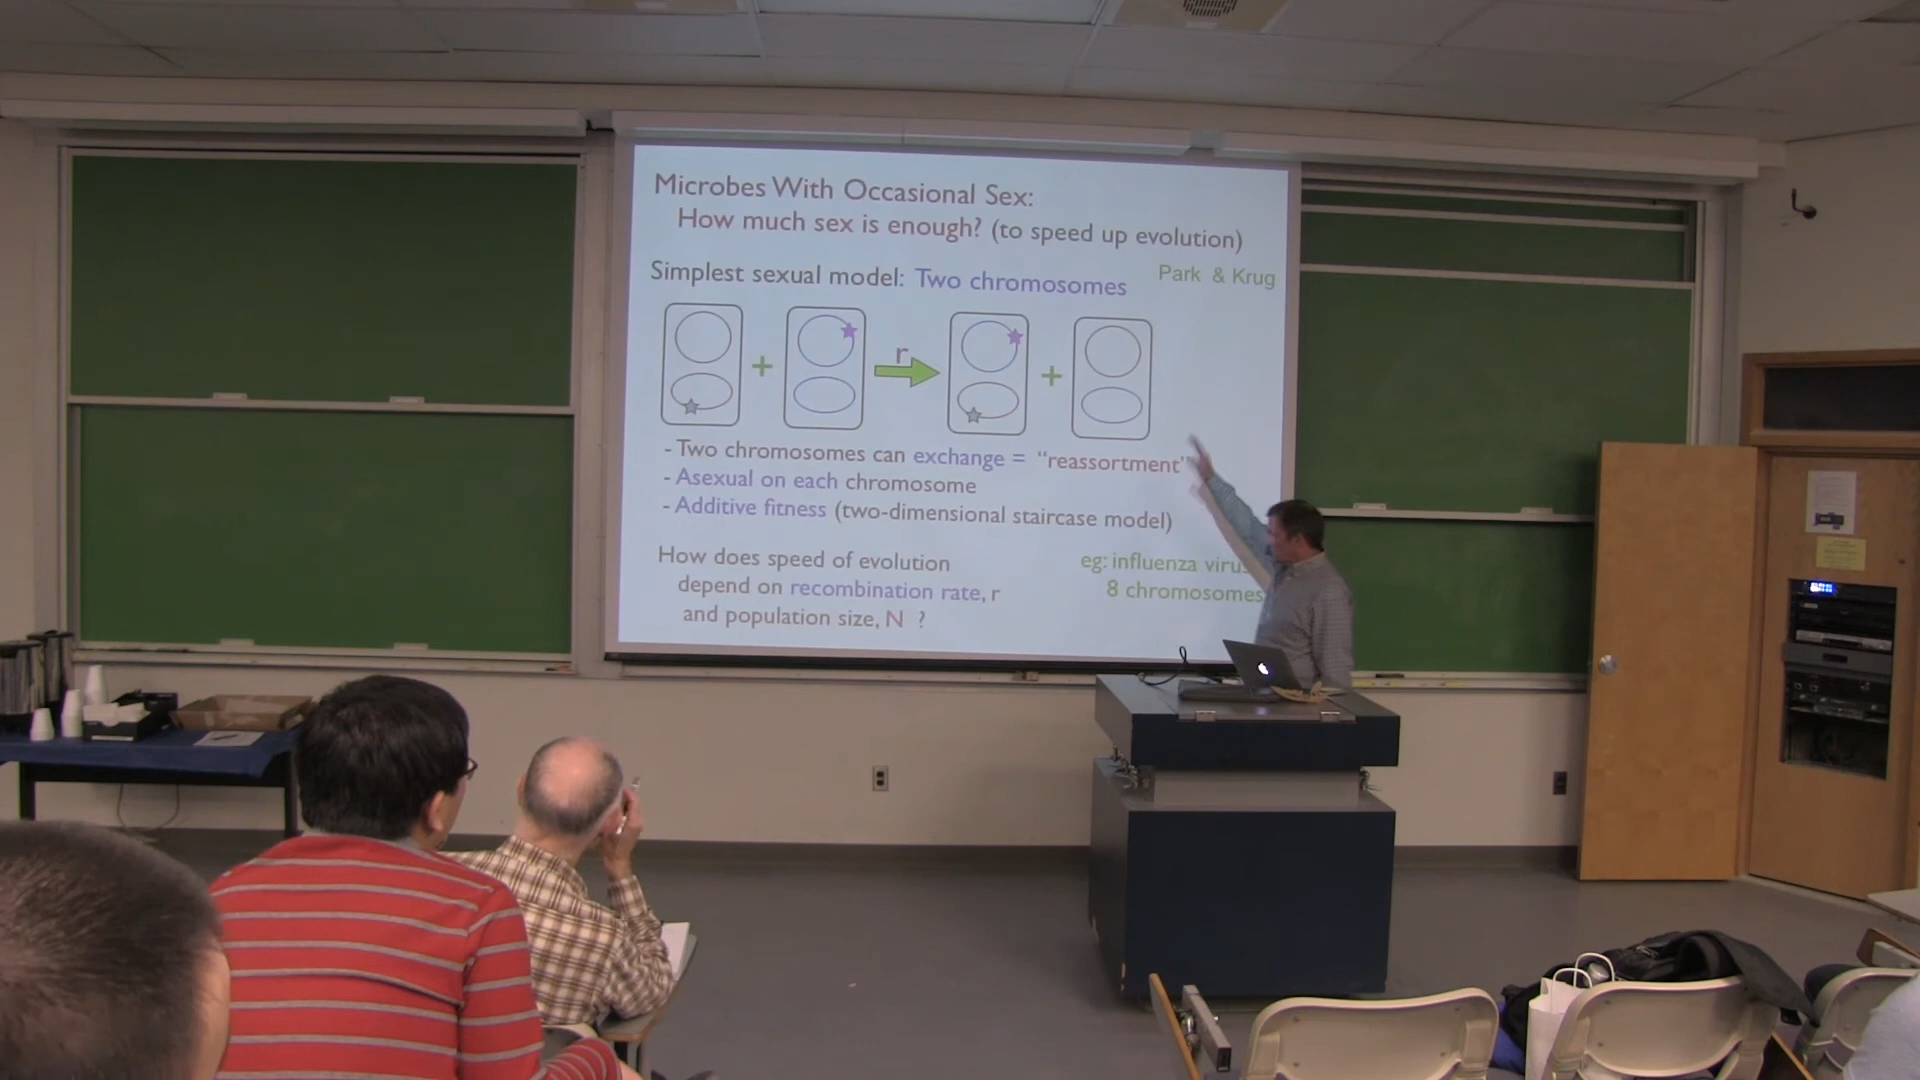 Microbes With Occasional Sex:
How much sex is enough? (to speed up evolution)
Simplest sexual model: Two chromosomes
Park & Krug
+
r
+
- Two chromosomes can exchange = "reassortment"
- Asexual on each chromosome
- Additive fitness (two-dimensional staircase model)
How does speed of evolution
depend on recombination rate, r
and population size, N ?
eg: influenza virus
8 chromosomes